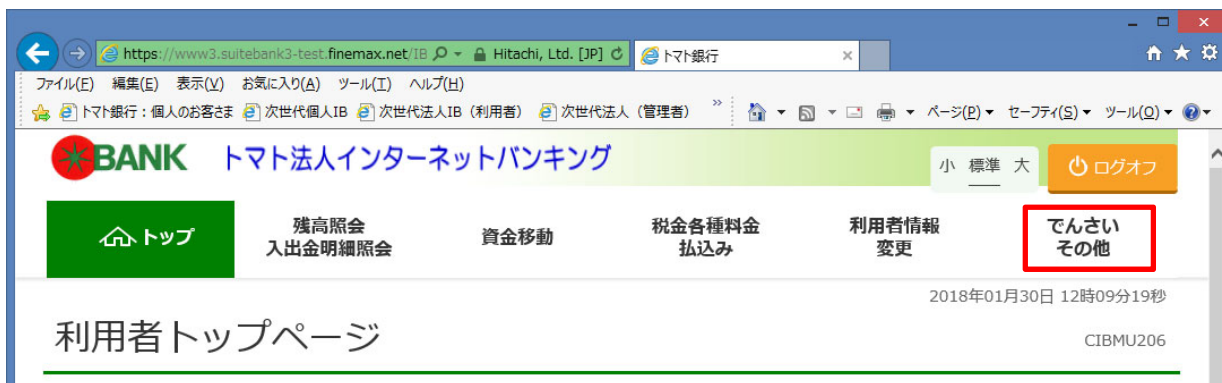 https://www3.suitebank3-test.finemax.net/IB Hitachi, Ltd. [JP] トマト銀行
ファイル(F) 編集(E) 表示(V) お気に入り(A) ツール(T) ヘルプ(H)
トマト銀行：個人のお客さま 次世代個人IB 次世代法人IB（利用者） 次世代法人（管理者） » ページ(P) セーフティ(S) ツール(O)
BANK トマト法人インターネットバンキング
小 標準 大 ログオフ
トップ
残高照会
入出金明細照会
資金移動
税金各種料金
払込み
利用者情報
変更
でんさい
その他
2018年01月30日 12時09分19秒
利用者トップページ
CIBMU206